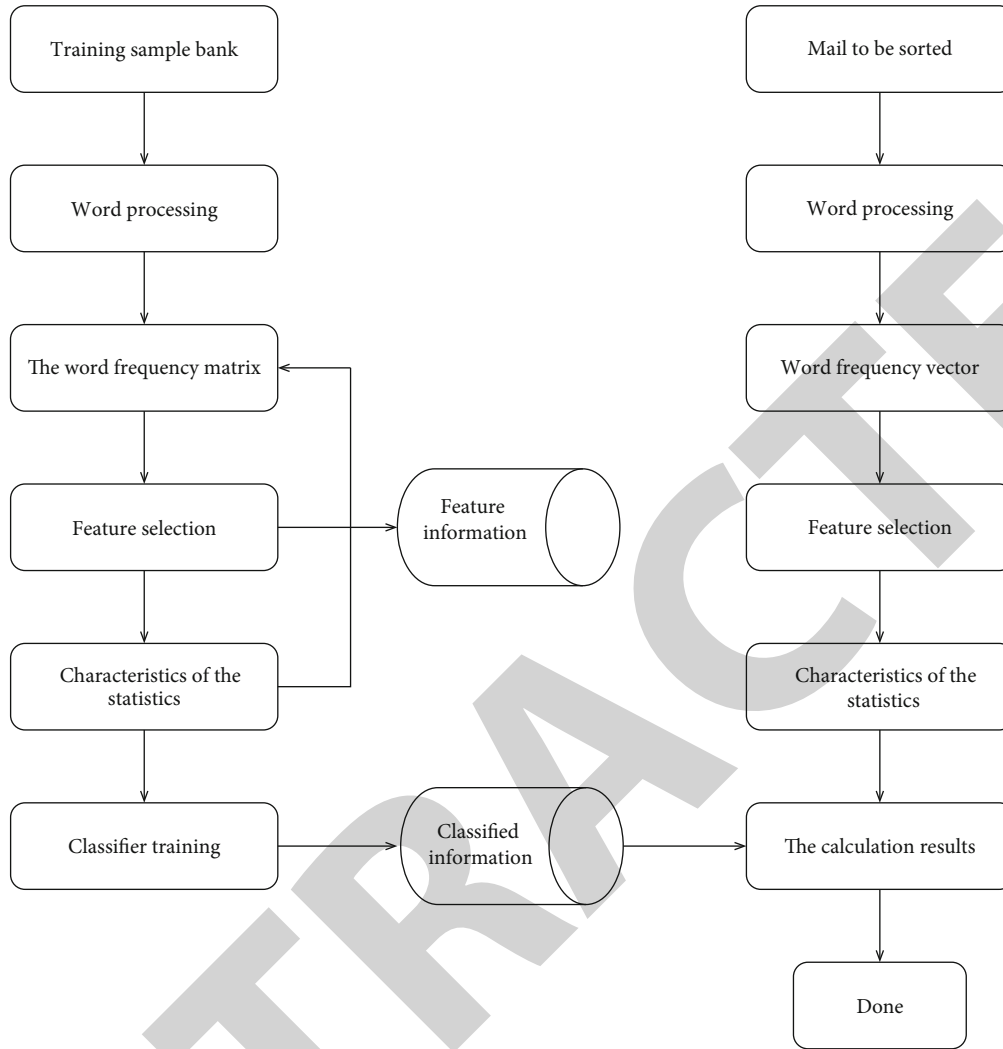 Training sample bank
Mail to be sorted
Word processing
Word processing
The word frequency matrix
Word frequency vector
Feature selection
Feature
information
Feature selection
Characteristics of the
statistics
Characteristics of the
statistics
Classifier training
Classified
information
The calculation results
Done
TRACTE